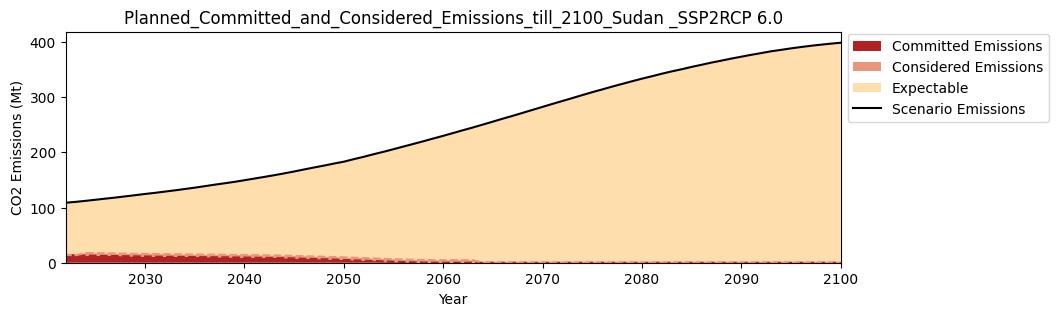 Planned_Committed_and_Considered_Emissions_till_2100_Sudan _SSP2RCP 6.0
CO2 Emissions (Mt)
400
300
200
100
0
2030 2040 2050 2060 2070 2080 2090 2100
Year
Committed Emissions
Considered Emissions
Expectable
Scenario Emissions